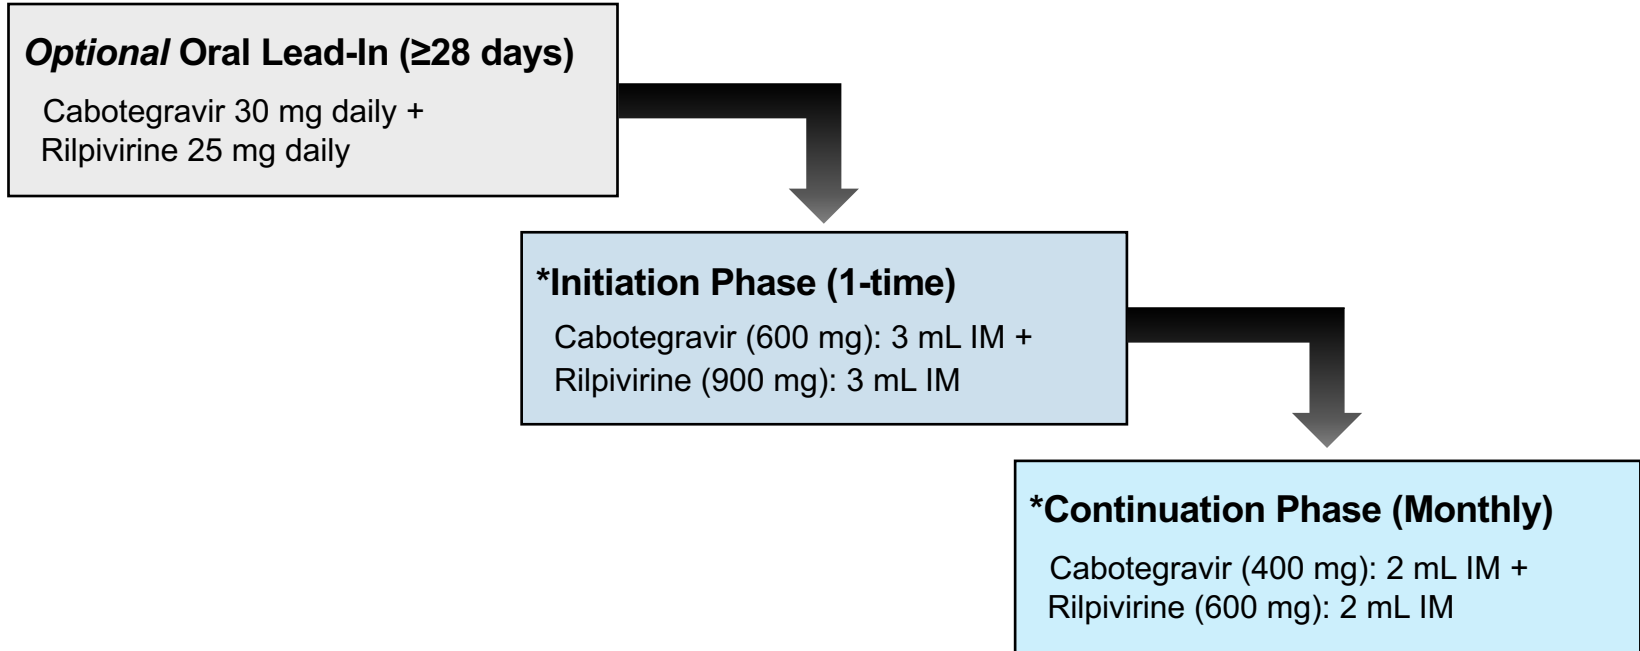 Optional Oral Lead-In (≥28 days)
Cabotegravir 30 mg daily +
Rilpivirine 25 mg daily
*Initiation Phase (1-time)
Cabotegravir (600 mg): 3 mL IM +
Rilpivirine (900 mg): 3 mL IM
*Continuation Phase (Monthly)
Cabotegravir (400 mg): 2 mL IM +
Rilpivirine (600 mg): 2 mL IM